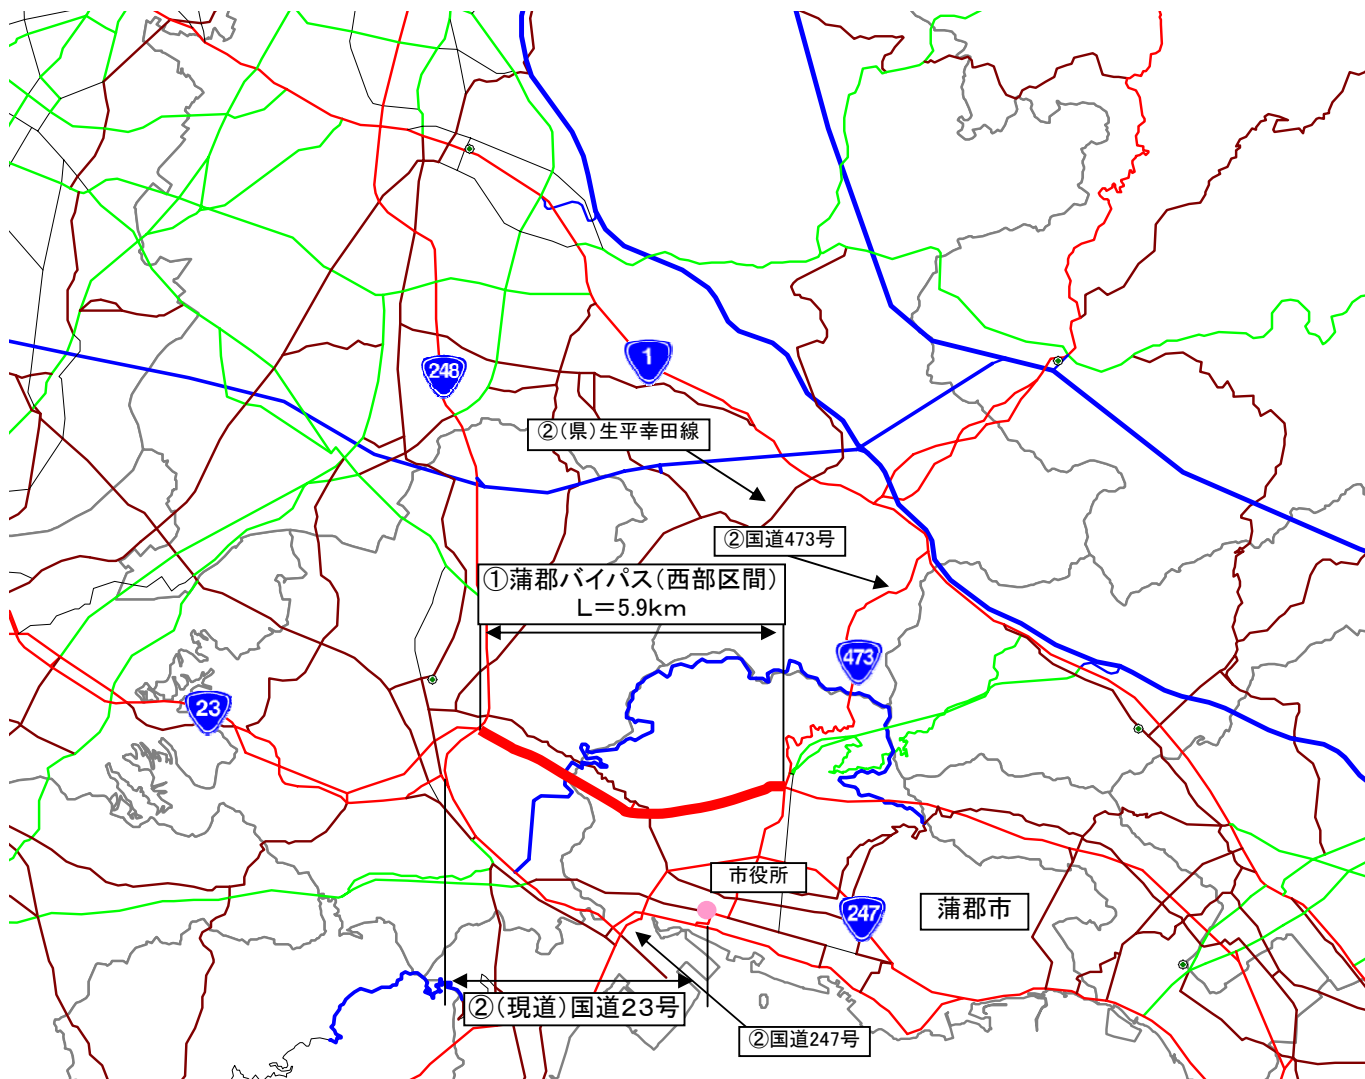 1
248
②(県)生平幸田線
②国道473号
①蒲郡バイパス(西部区間)
L=5.9km
473
23
市役所
247
蒲郡市
②(現道)国道23号
②国道247号